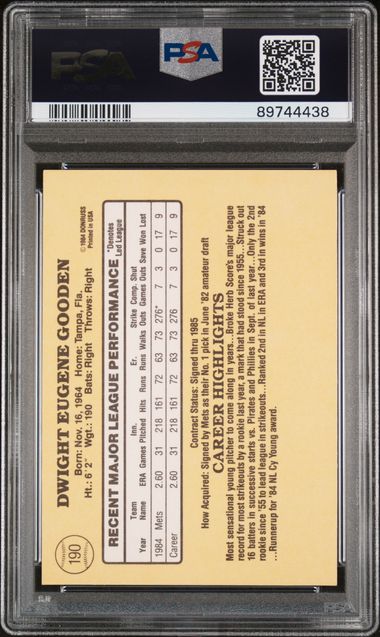 PSA
PSA
89744438
190
DWIGHT EUGENE GOODEN
Born: Nov. 16, 1964 Home: Tampa, Fla.
Ht.: 6' 2" Wgt.: 190 Bats: Right Throws: Right
© 1984 DONRUSS
Printed in USA
RECENT MAJOR LEAGUE PERFORMANCE
*Denotes
Led League
Team Inn. Er. Strike Comp. Shut
Year Name ERA Games Pitched Hits Runs Runs Walks Outs Games Outs Save Won Lost
1984 Mets 2.60 31 218 161 72 63 73 276* 7 3 0 17 9
Career 2.60 31 218 161 72 63 73 276 7 3 0 17 9
Contract Status: Signed thru 1985
How Acquired: Signed by Mets as their No. 1 pick in June '82 amateur draft
CAREER HIGHLIGHTS
Most sensational young pitcher to come along in years...Broke Herb Score's major league
record for most strikeouts by a rookie last year, a mark that had stood since 1955...Struck out
16 batters in successive starts vs. Pirates and Phillies in Sept. of last year...Only the 2nd
rookie since '55 to lead league in strikeouts...Ranked 2nd in NL in ERA and 3rd in wins in '84
...Runnerup for '84 NL Cy Young award.